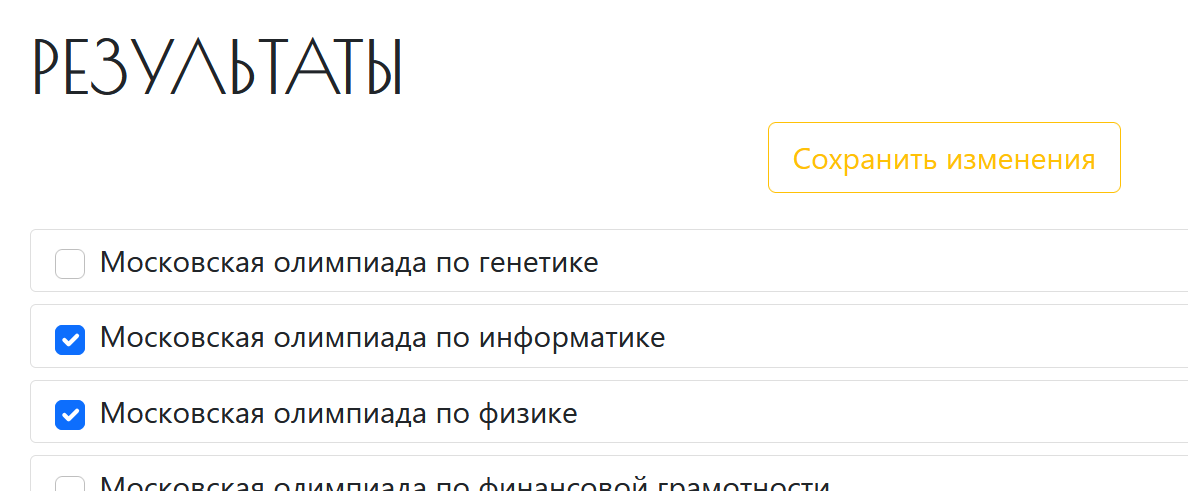 РЕЗУЛЬТАТЫ
Сохранить изменения
Московская олимпиада по генетике
Московская олимпиада по информатике
Московская олимпиада по физике
Московская олимпиада по финансовой грамотности